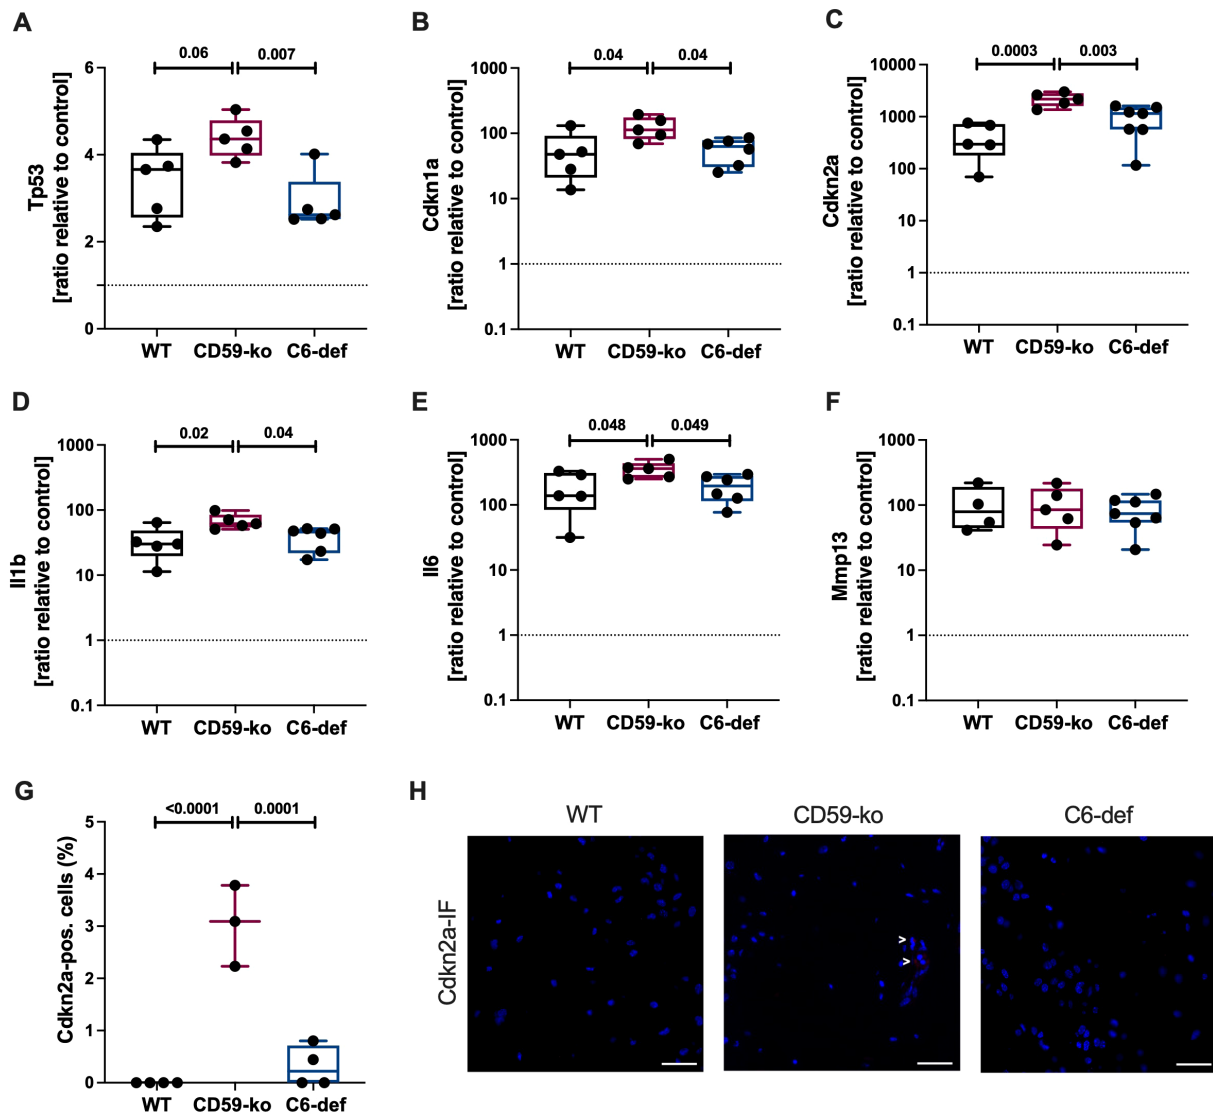 A
0.06
0.007
Tp53
[ratio relative to control]
6
4
2
0
WT
CD59-ko
C6-def
B
0.04
0.04
Cdkn1a
[ratio relative to control]
1000
100
10
1
0.1
WT
CD59-ko
C6-def
C
0.0003
0.003
Cdkn2a
[ratio relative to control]
10000
1000
100
10
1
0.1
WT
CD59-ko
C6-def
D
0.02
0.04
Il1b
[ratio relative to control]
1000
100
10
1
0.1
WT
CD59-ko
C6-def
E
0.048
0.049
Il6
[ratio relative to control]
1000
100
10
1
0.1
WT
CD59-ko
C6-def
F
Mmp13
[ratio relative to control]
1000
100
10
1
0.1
WT
CD59-ko
C6-def
G
<0.0001
0.0001
Cdkn2a-pos. cells (%)
5
4
3
2
1
0
WT
CD59-ko
C6-def
H
WT
CD59-ko
C6-def
Cdkn2a-IF